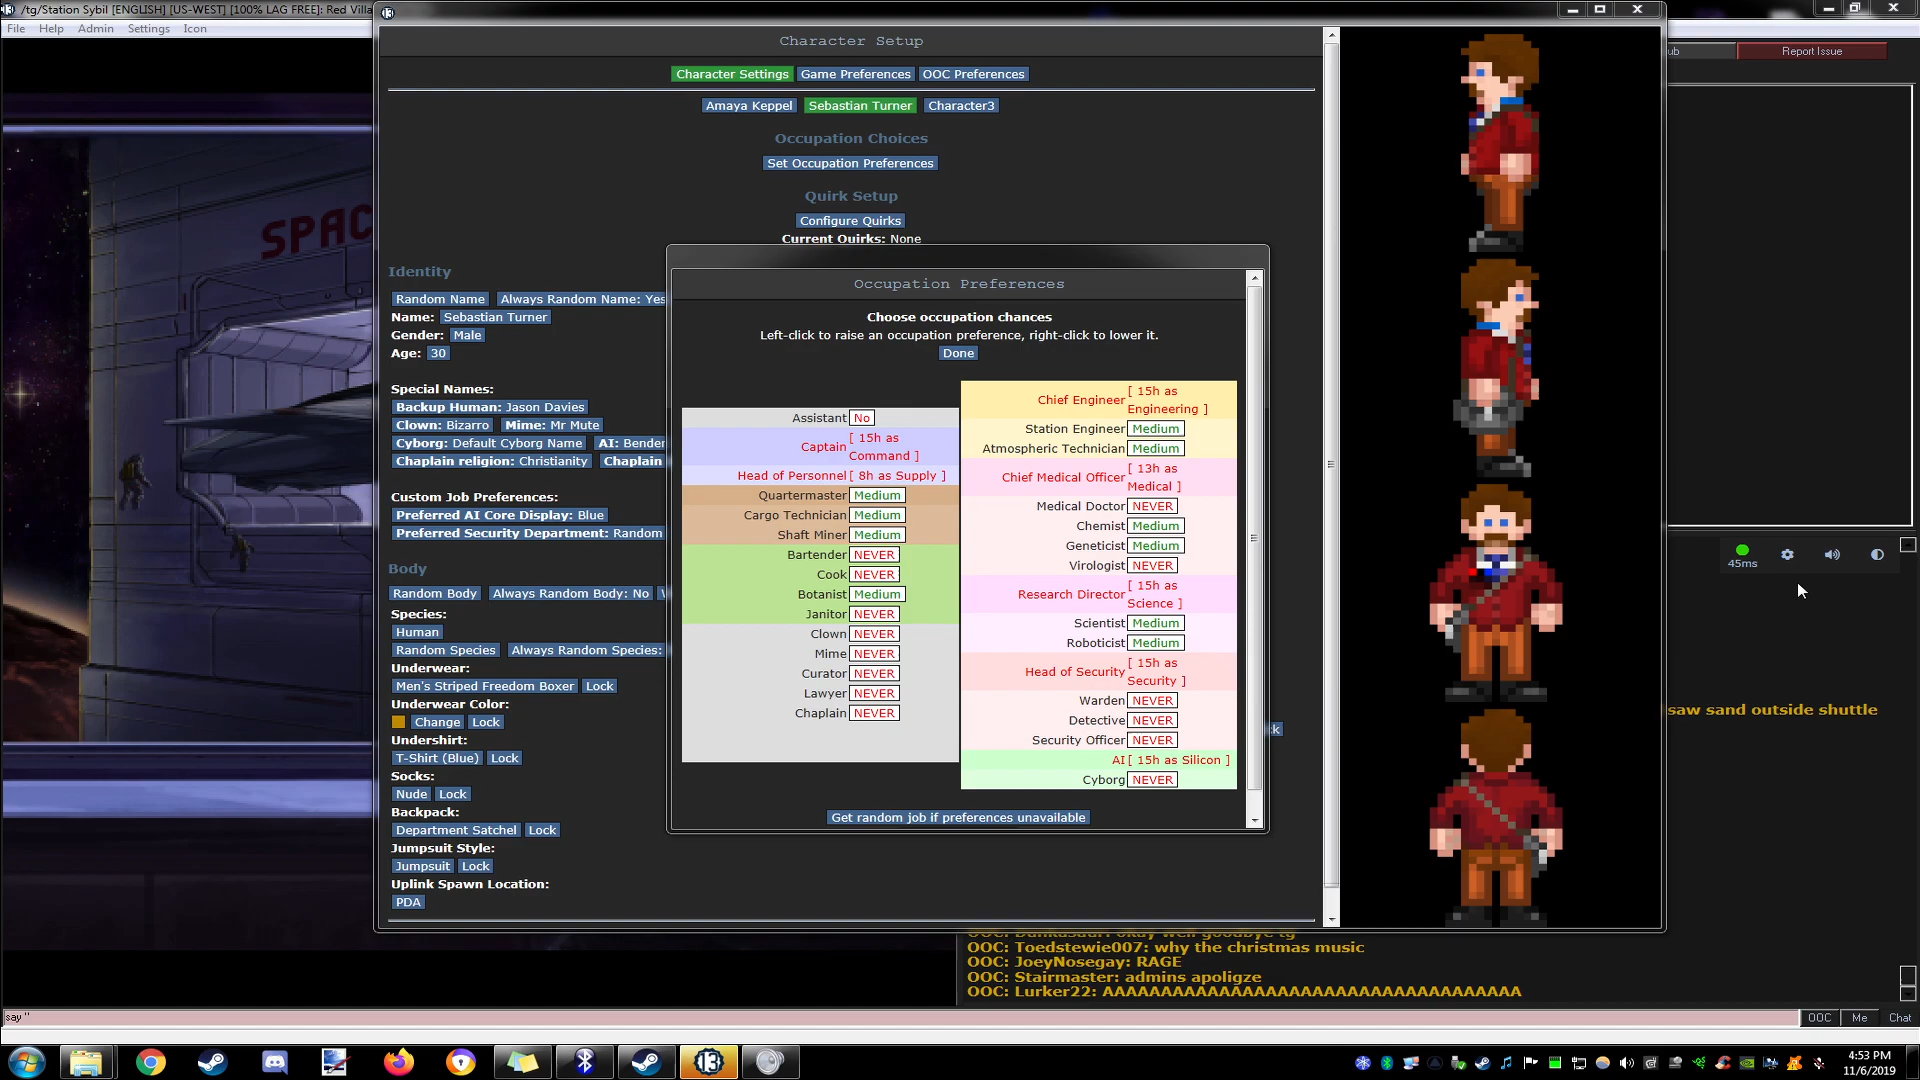 /tg/Station Sybil [ENGLISH] [US-WEST] [100% LAG FREE]: Red Villa
File Help Admin Settings Icon
SPAC
ub Report Issue
Character Setup
Character Settings Game Preferences OOC Preferences
Amaya Keppel Sebastian Turner Character3
Occupation Choices
Set Occupation Preferences
Quirk Setup
Configure Quirks
Current Quirks: None
Identity
Random Name Always Random Name: Yes
Name: Sebastian Turner
Gender: Male
Age: 30
Special Names:
Backup Human: Jason Davies
Clown: Bizarro Mime: Mr Mute
Cyborg: Default Cyborg Name AI: Bender
Chaplain religion: Christianity Chaplain
Custom Job Preferences:
Preferred AI Core Display: Blue
Preferred Security Department: Random
Body
Random Body Always Random Body: No
Species:
Human
Random Species Always Random Species:
Underwear:
Men's Striped Freedom Boxer Lock
Underwear Color:
Change Lock
Undershirt:
T-Shirt (Blue) Lock
Socks:
Nude Lock
Backpack:
Department Satchel Lock
Jumpsuit Style:
Jumpsuit Lock
Uplink Spawn Location:
PDA
Occupation Preferences
Choose occupation chances
Left-click to raise an occupation preference, right-click to lower it.
Done
Assistant No
Captain [ 15h as
Command ]
Head of Personnel [ 8h as Supply ]
Quartermaster Medium
Cargo Technician Medium
Shaft Miner Medium
Bartender NEVER
Cook NEVER
Botanist Medium
Janitor NEVER
Clown NEVER
Mime NEVER
Curator NEVER
Lawyer NEVER
Chaplain NEVER
Chief Engineer [ 15h as
Engineering ]
Station Engineer Medium
Atmospheric Technician Medium
Chief Medical Officer [ 13h as
Medical ]
Medical Doctor NEVER
Chemist Medium
Geneticist Medium
Virologist NEVER
Research Director [ 15h as
Science ]
Scientist Medium
Roboticist Medium
Head of Security [ 15h as
Security ]
Warden NEVER
Detective NEVER
Security Officer NEVER
AI [ 15h as Silicon ]
Cyborg NEVER
Get random job if preferences unavailable
ck
45ms
saw sand outside shuttle
OOC: Toedstewie007: why the christmas music
OOC: JoeyNosegay: RAGE
OOC: Stairmaster: admins apoligze
OOC: Lurker22: AAAAAAAAAAAAAAAAAAAAAAAAAAAAAAAAAAA
say "
OOC Me Chat
13
4:53 PM
11/6/2019